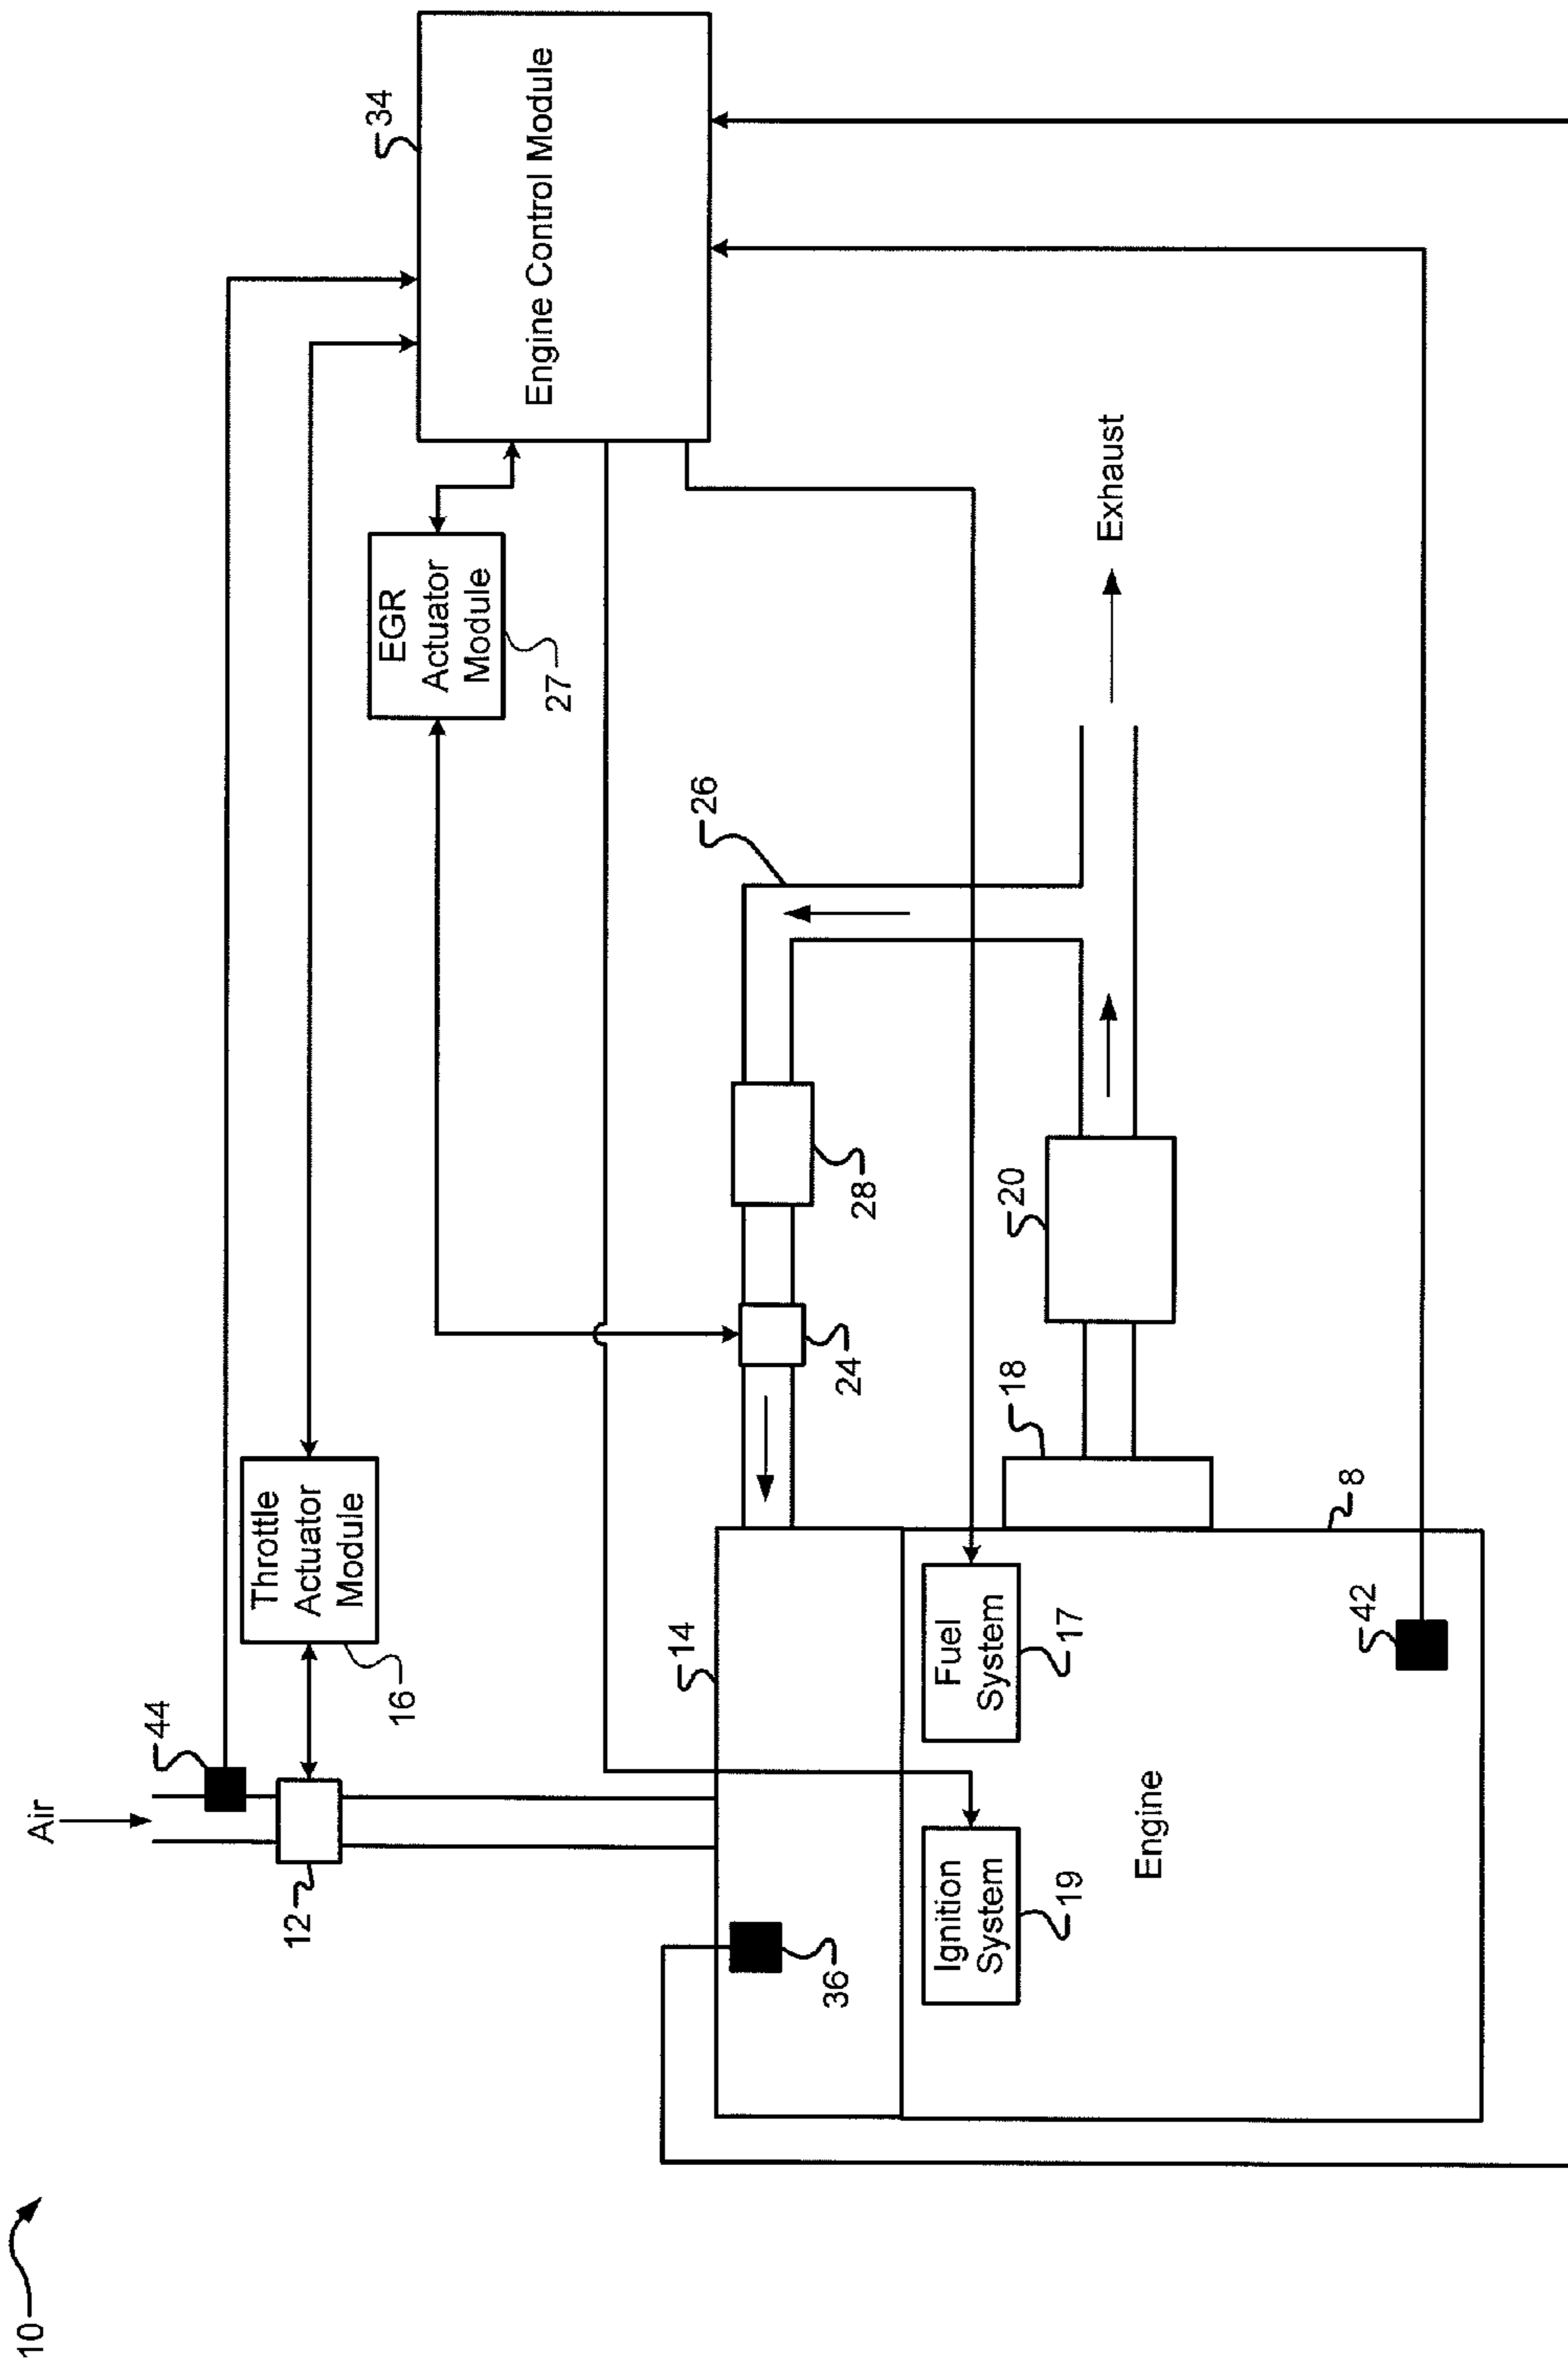 10
Air
44
12
Throttle
Actuator
Module
16
EGR
Actuator
Module
27
34
Engine Control Module
14
36
24
28
26
Ignition
System
19
Fuel
System
17
Engine
18
20
Exhaust
8
42